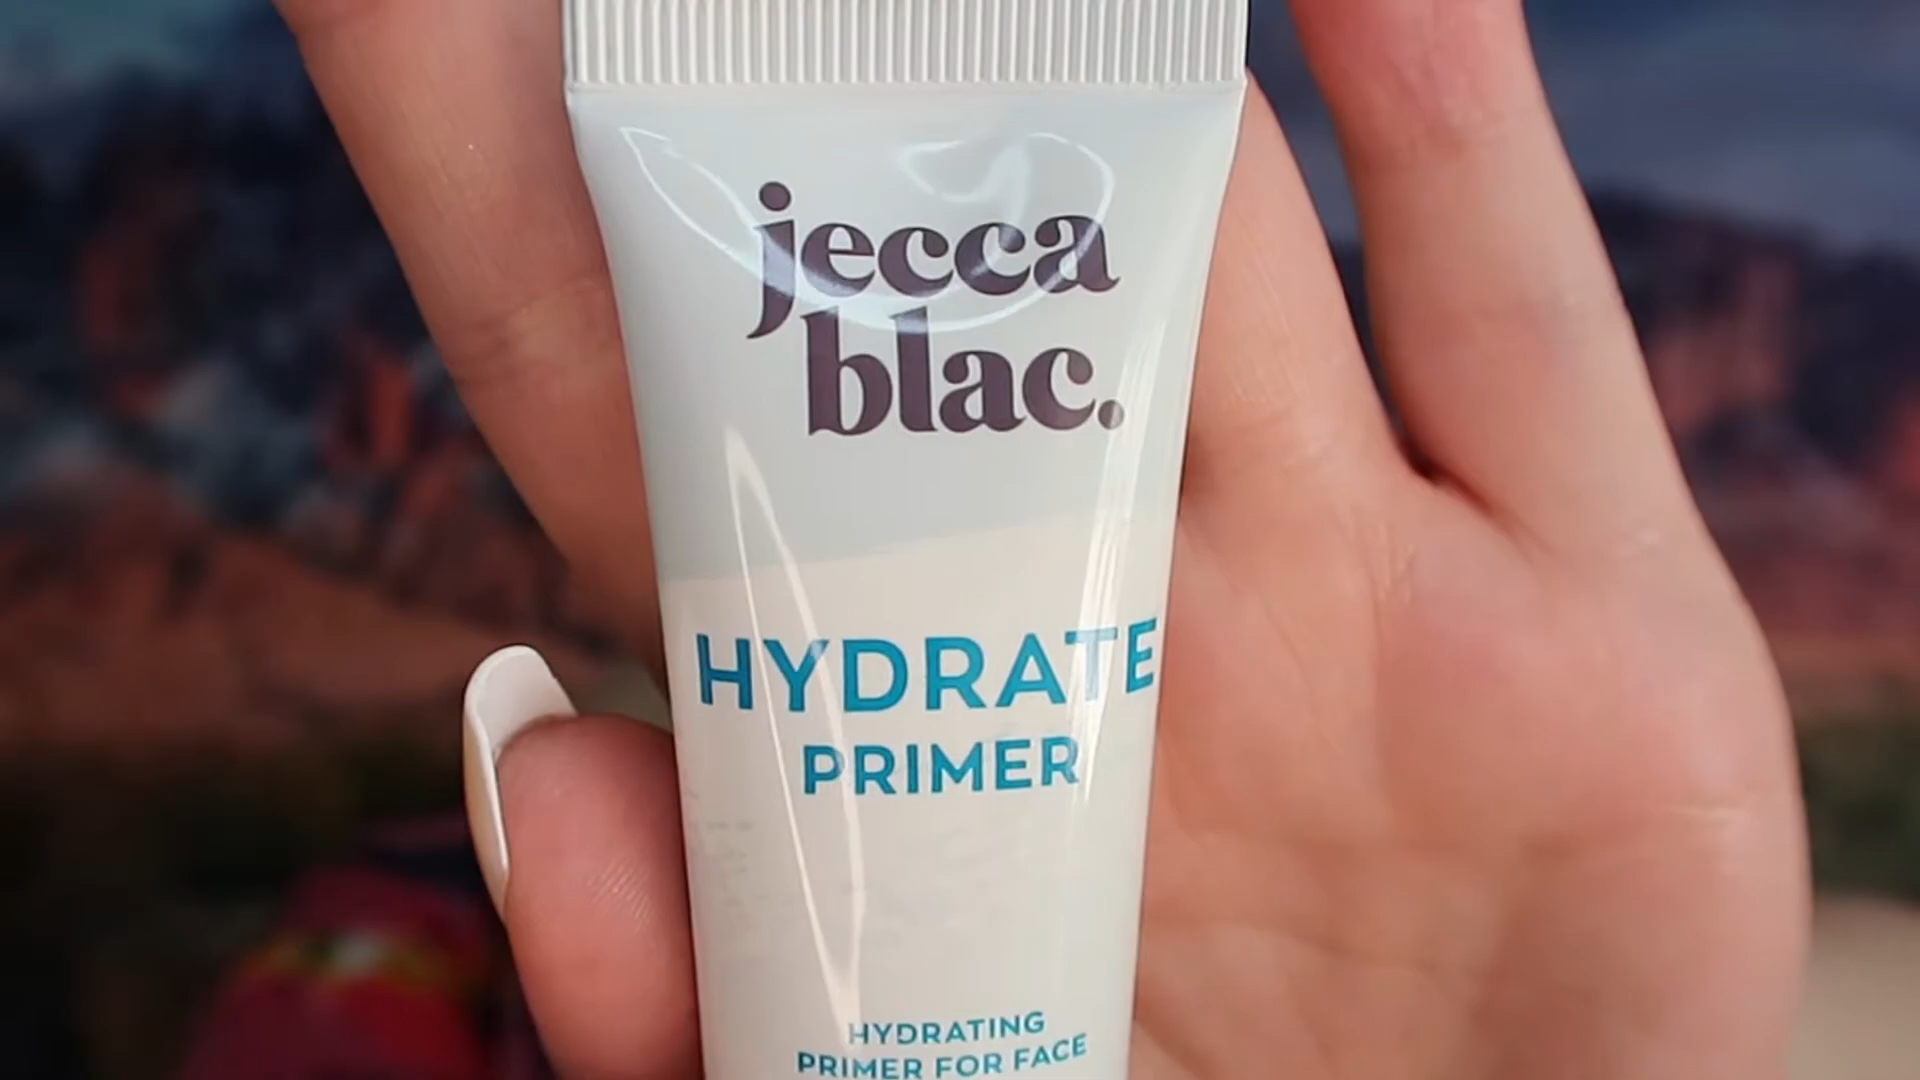 jecca
blac.
HYDRATE
PRIMER
HYDRATING
PRIMER FOR FACE